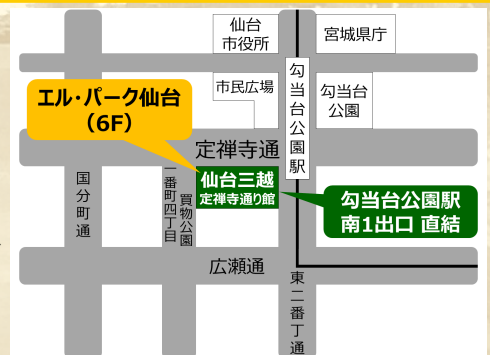 仙台
市役所
宮城県庁
市民広場
勾当台公園駅
勾当台
公園
エル・パーク仙台
（6F）
定禅寺通
仙台三越
定禅寺通り館
勾当台公園駅
南1出口 直結
国分町通
一番町四丁目
買物公園
広瀬通
東二番丁通